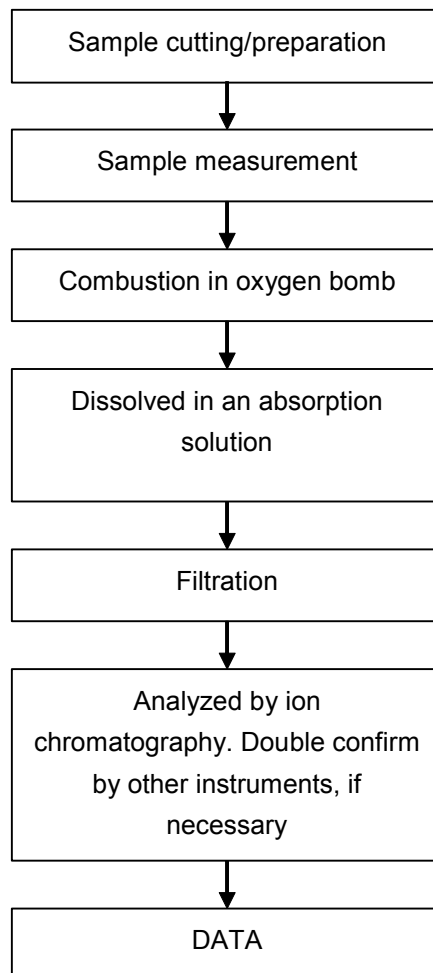 Sample cutting/preparation
Sample measurement
Combustion in oxygen bomb
Dissolved in an absorption
solution
Filtration
Analyzed by ion
chromatography. Double confirm
by other instruments, if
necessary
DATA